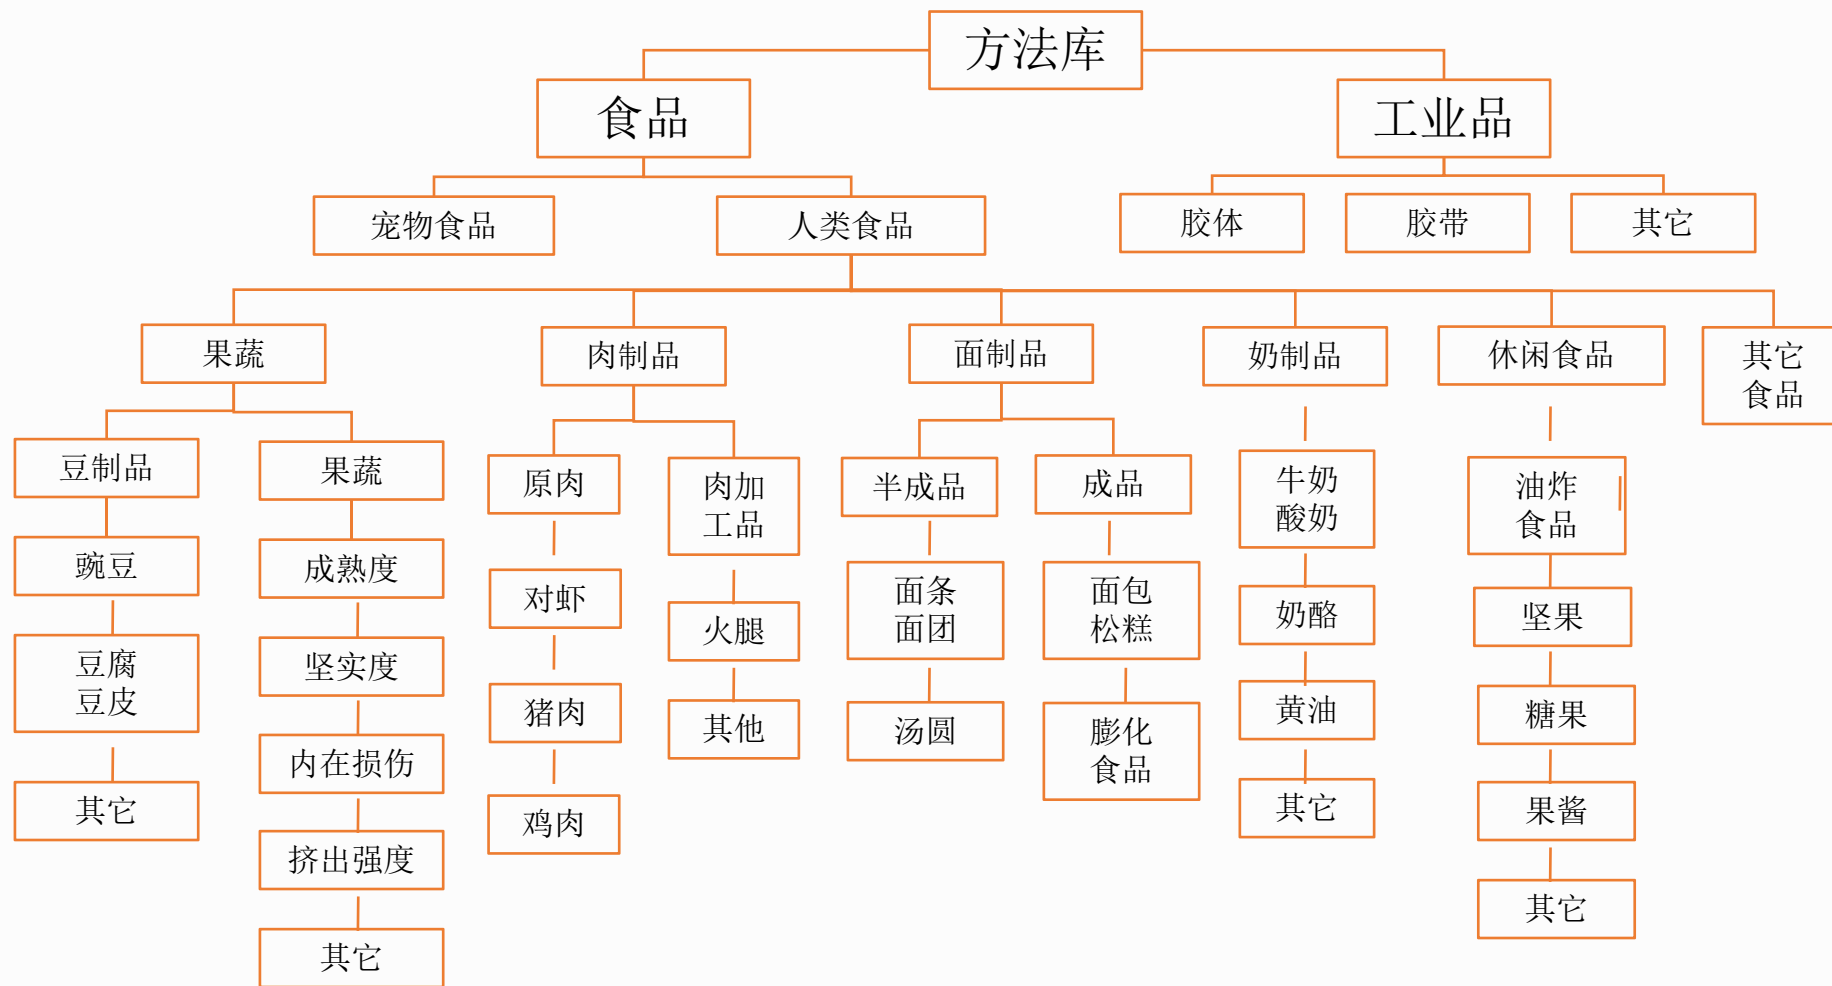 方法库
食品
工业品
宠物食品
人类食品
胶体
胶带
其它
果蔬
肉制品
面制品
奶制品
休闲食品
其它
食品
豆制品
豌豆
豆腐
豆皮
其它
果蔬
成熟度
坚实度
内在损伤
挤出强度
其它
原肉
对虾
猪肉
鸡肉
肉加
工品
火腿
其他
半成品
面条
面团
汤圆
成品
面包
松糕
膨化
食品
牛奶
酸奶
奶酪
黄油
其它
油炸
食品
坚果
糖果
果酱
其它